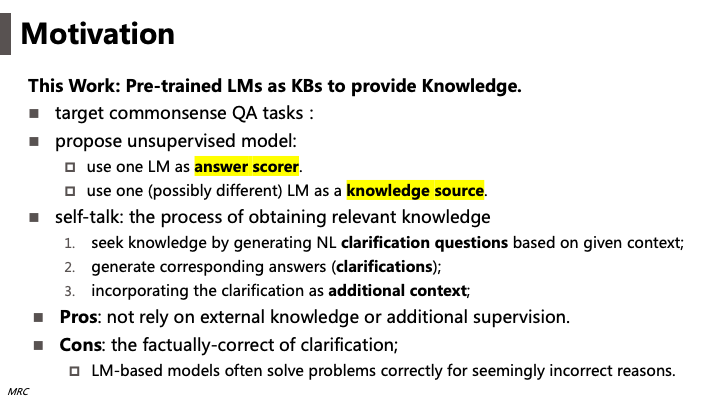 Motivation
This Work: Pre-trained LMs as KBs to provide Knowledge.
target commonsense QA tasks :
propose unsupervised model:
use one LM as answer scorer.
use one (possibly different) LM as a knowledge source.
self-talk: the process of obtaining relevant knowledge
1. seek knowledge by generating NL clarification questions based on given context;
2. generate corresponding answers (clarifications);
3. incorporating the clarification as additional context;
Pros: not rely on external knowledge or additional supervision.
Cons: the factually-correct of clarification;
LM-based models often solve problems correctly for seemingly incorrect reasons.
MRC